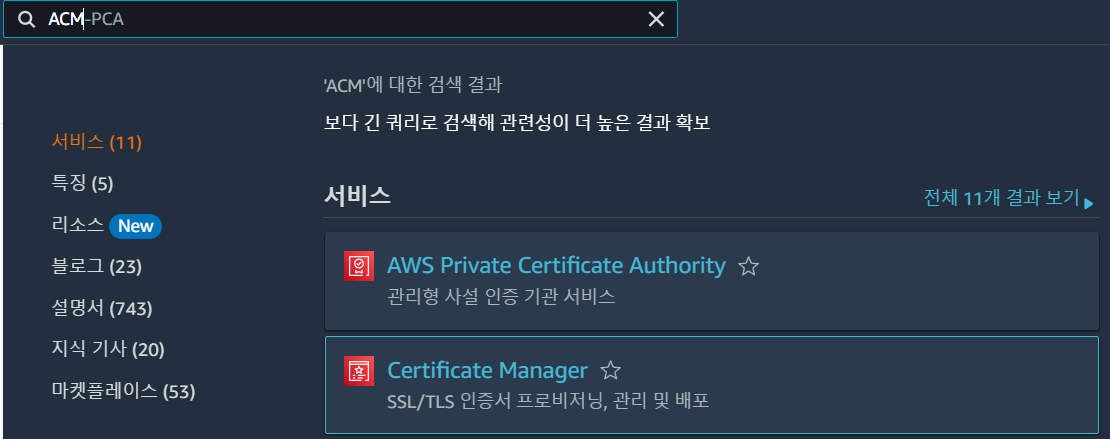 ACM-PCA
'ACM'에 대한 검색 결과
보다 긴 쿼리로 검색해 관련성이 더 높은 결과 확보
서비스 (11)
특징 (5)
리소스 New
블로그 (23)
설명서 (743)
지식 기사 (20)
마켓플레이스 (53)
서비스
전체 11개 결과 보기
AWS Private Certificate Authority
관리형 사설 인증 기관 서비스
Certificate Manager
SSL/TLS 인증서 프로비저닝, 관리 및 배포